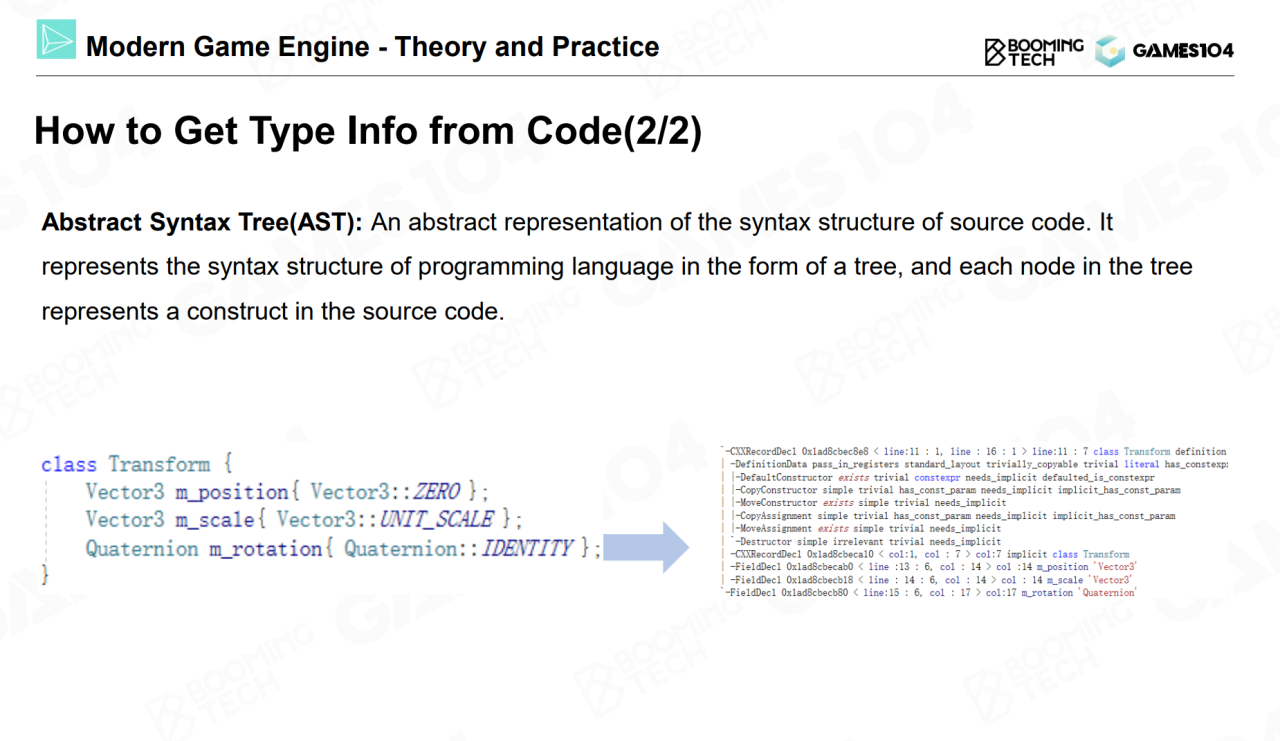 Modern Game Engine - Theory and Practice
BOOMING
TECH
GAMES104
How to Get Type Info from Code(2/2)
Abstract Syntax Tree(AST): An abstract representation of the syntax structure of source code. It
represents the syntax structure of programming language in the form of a tree, and each node in the tree
represents a construct in the source code.
class Transform {
Vector3 m_position{ Vector3::ZERO };
Vector3 m_scale{ Vector3::UNIT_SCALE };
Quaternion m_rotation{ Quaternion::IDENTITY };
}
`-CXXRecordDecl 0x1ad8cbec8e8 < line:11 : 1, line : 16 : 1 > line:11 : 7 class Transform definition
| -DefinitionData pass_in_registers standard_layout trivially_copyable trivial literal has_constexp
| |-DefaultConstructor exists trivial constexpr needs_implicit defaulted_is_constexpr
| |-CopyConstructor simple trivial has_const_param needs_implicit implicit_has_const_param
| |-MoveConstructor exists simple trivial needs_implicit
| |-CopyAssignment simple trivial has_const_param needs_implicit implicit_has_const_param
| |-MoveAssignment exists simple trivial needs_implicit
| `-Destructor simple irrelevant trivial needs_implicit
| -CXXRecordDecl 0x1ad8cbeca10 < col:1, col : 7 > col:7 implicit class Transform
| -FieldDecl 0x1ad8cbecab0 < line :13 : 6, col : 14 > col :14 m_position 'Vector3'
| -FieldDecl 0x1ad8cbecb18 < line : 14 : 6, col : 14 > col : 14 m_scale 'Vector3'
`-FieldDecl 0x1ad8cbecb80 < line:15 : 6, col : 17 > col:17 m_rotation 'Quaternion'